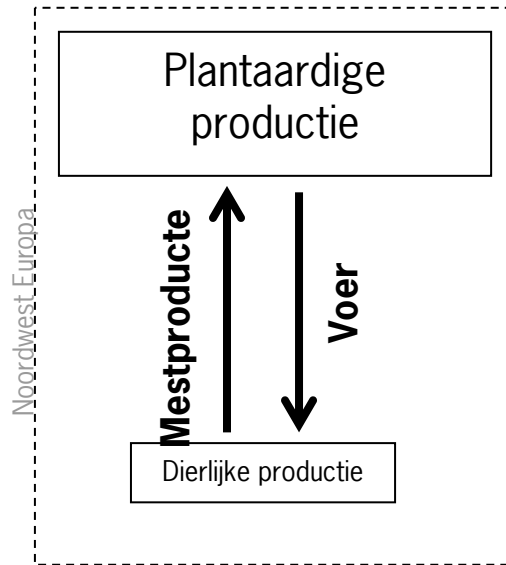 Plantaardige
productie
Noordwest Europa
Mestproducte
Voer
Dierlijke productie